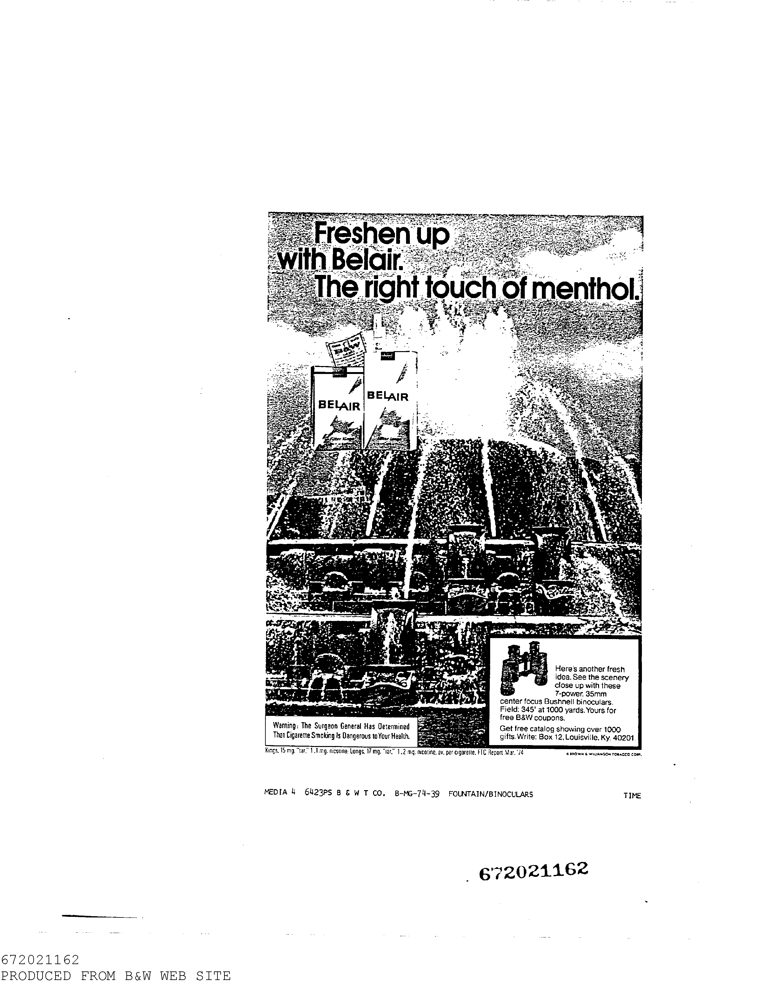 Freshen up
with Belair.
The right touch of menthol.
B&W
BELAIR
BELAIR
Here's another fresh
idea. See the scenery
close up with these
7-power, 35mm
center focus Bushnell binoculars.
Field: 345' at 1000 yards. Yours for
free B&W coupons.
Get free catalog showing over 1000
gifts. Write: Box 12, Louisville, Ky. 40201
Warning: The Surgeon General Has Determined
That Cigarette Smoking Is Dangerous to Your Health.
Kings, 15 mg. "tar," 1.1 mg. nicotine; Longs, 17 mg. "tar," 1.2 mg. nicotine, av. per cigarette, FTC Report Mar. '74
© BROWN & WILLIAMSON TOBACCO CORP.
MEDIA 4 6423PS B & W T CO. 8-MG-74-39 FOUNTAIN/BINOCULARS TIME
672021162
672021162
PRODUCED FROM B&W WEB SITE